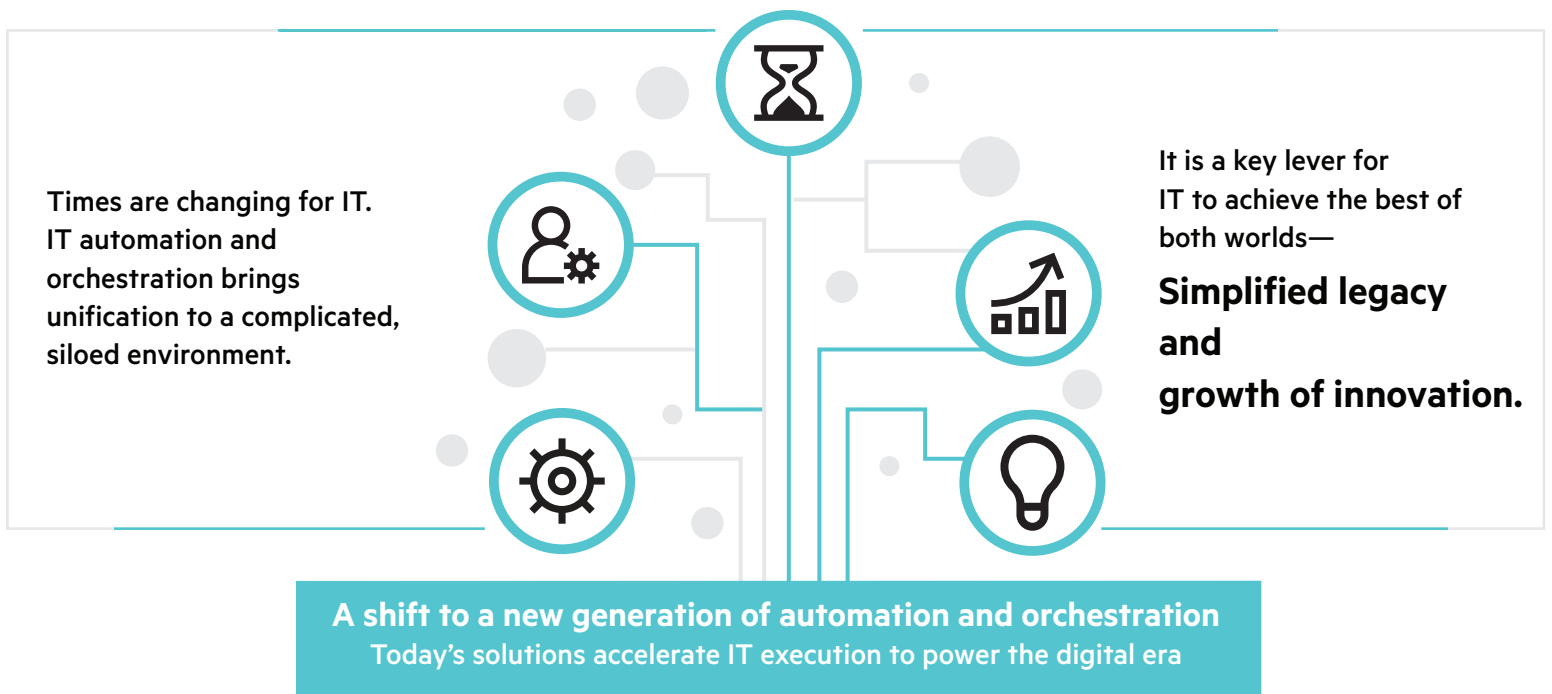 Times are changing for IT.
IT automation and
orchestration brings
unification to a complicated,
siloed environment.
It is a key lever for
IT to achieve the best of
both worlds—
Simplified legacy
and
growth of innovation.
A shift to a new generation of automation and orchestration
Today’s solutions accelerate IT execution to power the digital era